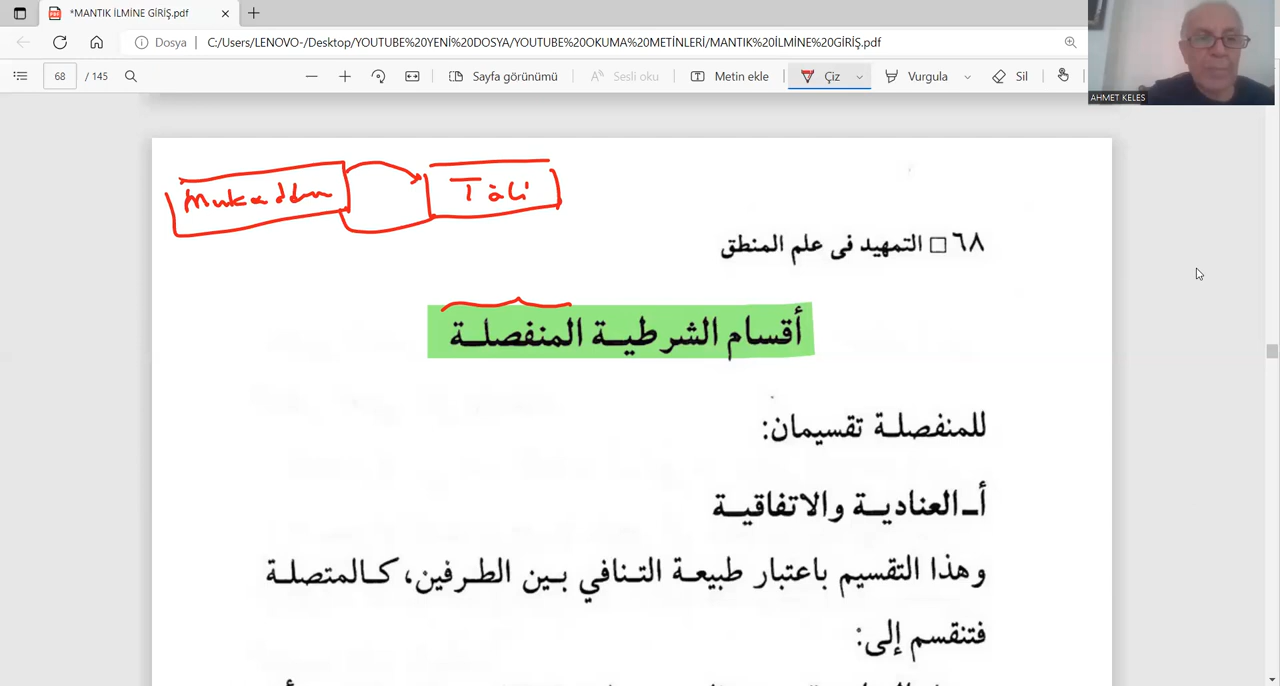 *MANTIK İLMİNE GİRİŞ.pdf
Dosya
C:/Users/LENOVO-/Desktop/YOUTUBE%20YENİ%20DOSYA/YOUTUBE%20OKUMA%20METİNLERİ/MANTIK%20İLMİNE%20GİRİŞ.pdf
68 / 145
Sayfa görünümü
Sesli oku
Metin ekle
Çiz
Vurgula
Sil
AHMET KELES
Mukaddem
Tâli
٦٨ □ التمهيد فى علم المنطق
أقسام الشرطية المنفصلة
للمنفصلة تقسيمان:
أـ العنادية والاتفاقية
وهذا التقسيم باعتبار طبيعة التنافي بين الطرفين، كالمتصلة
فتنقسم إلى: